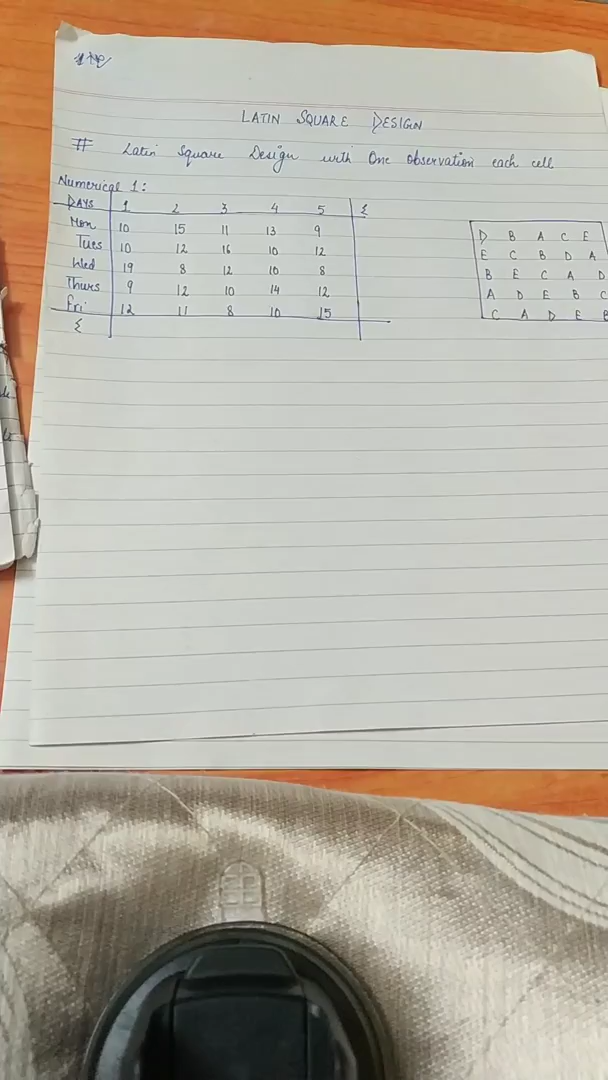 LATIN SQUARE DESIGN
# Latin Square Design with One observation each cell
Numerical 1:
DAYS 1 2 3 4 5 Σ
Mon 10 15 11 13 9
Tues 10 12 16 10 12
Wed 19 8 12 10 8
Thurs 9 12 10 14 12
Fri 12 11 8 10 15
Σ
D B A C E
E C B D A
B E C A D
A D E B C
C A D E B